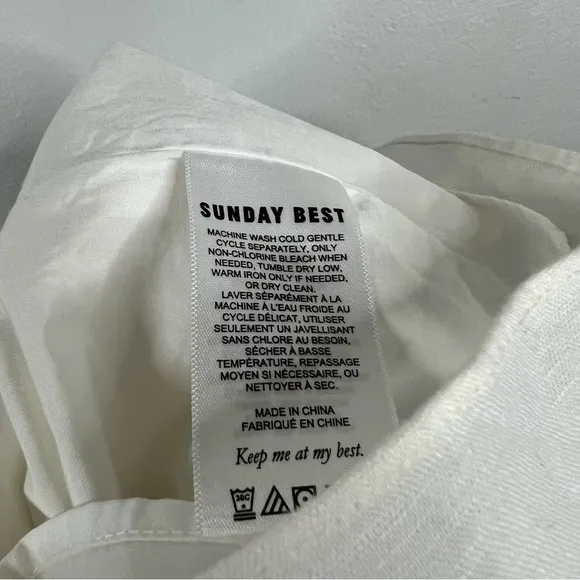 SUNDAY BEST
MACHINE WASH COLD GENTLE
CYCLE SEPARATELY, ONLY
NON-CHLORINE BLEACH WHEN
NEEDED, TUMBLE DRY LOW,
WARM IRON ONLY IF NEEDED,
OR DRY CLEAN.
LAVER SÉPARÉMENT À LA
MACHINE À L'EAU FROIDE AU
CYCLE DÉLICAT, UTILISER
SEULEMENT UN JAVELLISANT
SANS CHLORE AU BESOIN,
SÉCHER À BASSE
TEMPÉRATURE, REPASSAGE
MOYEN SI NÉCESSAIRE, OU
NETTOYER À SEC.
MADE IN CHINA
FABRIQUÉ EN CHINE
Keep me at my best.
30C